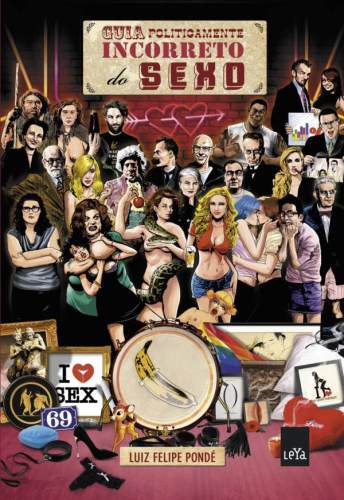 GUIA POLITICAMENTE
INCORRETO
do SEXO
I ♥
SEX
69
LUIZ FELIPE PONDÉ
LeYa